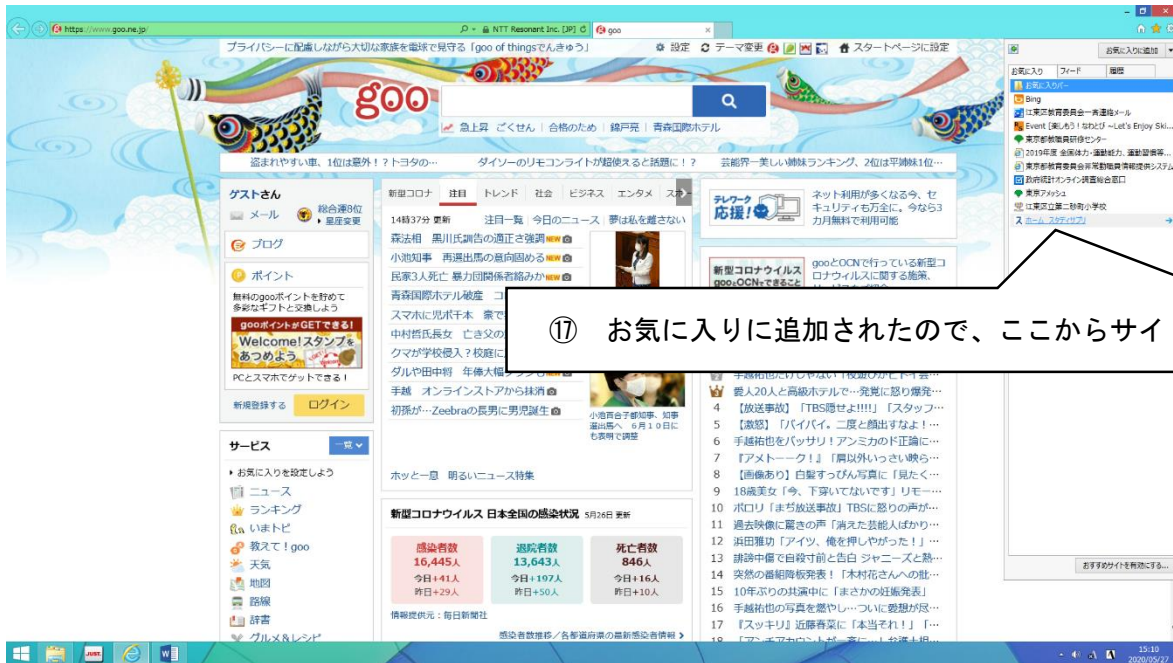 https://www.goo.ne.jp/
NTT Resonant Inc. [JP]
goo
プライバシーに配慮しながら大切な家族を電球で見守る「goo of thingsでんきゅう」
設定
テーマ変更
スタートページに設定
goo
急上昇 ごくせん | 合格のため | 錦戸亮 | 青森国際ホテル
盗まれやすい車、1位は意外！？トヨタの…
ダイソーのリモコンライトが超使えると話題に！？
芸能界一美しい姉妹ランキング、2位は平姉妹1位…
お気に入りに追加
お気に入り
フィード
履歴
お気に入りバー
Bing
江東区教育委員会一斉連絡メール
Event [楽しもう！なわとび ~Let's Enjoy Ski...
東京都教職員研修センター
2019年度 全国体力・運動能力、運動習慣等...
東京都教育委員会非常勤職員情報提供システム
政府統計オンライン調査総合窓口
東京アメッシュ
江東区立第二砂町小学校
ホーム スタディサプリ
ゲストさん
メール
総合運8位
星座変更
ブログ
ポイント
無料のgooポイントを貯めて
多彩なギフトと交換しよう
gooポイントがGETできる！
Welcome!スタンプを
あつめよう
PCとスマホでゲットできる！
新規登録する
ログイン
サービス
一覧
お気に入りを設定しよう
ニュース
ランキング
いまトピ
教えて！goo
天気
地図
路線
辞書
グルメ&レシピ
新型コロナ
注目
トレンド
社会
ビジネス
エンタメ
スポー
14時37分 更新
注目一覧
今日のニュース
夢は私を離さない
森法相 黒川氏訓告の適正さ強調NEW
小池知事 再選出馬の意向固めるNEW
民家3人死亡 暴力団関係者絡みかNEW
青森国際ホテル破産 コ
スマホに児ポ千本 寮で
中村哲氏長女 亡き父の
クマが学校侵入？校庭に
ダルや田中将 年俸大幅
手越 オンラインストアから抹消
初孫が…Zeebraの長男に男児誕生
小池百合子都知事、知事
選出馬へ 6月10日に
も表明で調整
ホッと一息 明るいニュース特集
新型コロナウイルス 日本全国の感染状況 5月26日 更新
感染者数
16,445人
今日+41人
昨日+29人
退院者数
13,643人
今日+197人
昨日+50人
死亡者数
846人
今日+16人
昨日+10人
情報提供元：毎日新聞社
感染者数推移／各都道府県の最新感染者情報
テレワーク
応援！
ネット利用が多くなる今、セ
キュリティも万全に。今なら3
カ月無料で利用可能
新型コロナウイルス
gooとOCNでできること
gooとOCNで行っている新型コ
ロナウィルスに関する施策、
⑰ お気に入りに追加されたので、ここからサイ
愛人20人と高級ホテルで…発覚に怒り爆発…
4 【放送事故】「TBS隠せよ!!!!」「スタッフ…
5 【激怒】「バイバイ。二度と顔出すなよ！…
6 手越祐也をバッサリ！アンミカのド正論に…
7 『アメトーーク！』「肩以外いっさい映ら…
8 【画像あり】白髪すっぴん写真に「見たく…
9 18歳美女「今、下穿いてないです」リモー…
10 ポロリ「まぢ放送事故」TBSに怒りの声が…
11 過去映像に驚きの声「消えた芸能人ばかり…
12 浜田雅功「アイツ、俺を押しやがった！」…
13 誹謗中傷で自殺寸前と告白 ジャニーズと熱…
14 突然の番組降板発表！「木村花さんへの批…
15 10年ぶりの共演中に「まさかの妊娠発表」
16 手越祐也の写真を燃やし…ついに愛想が尽…
17 『スッキリ』近藤春菜に「本当それ！」「…
おすすめサイトを有効にする...
JUST.
15:10
2020/05/27